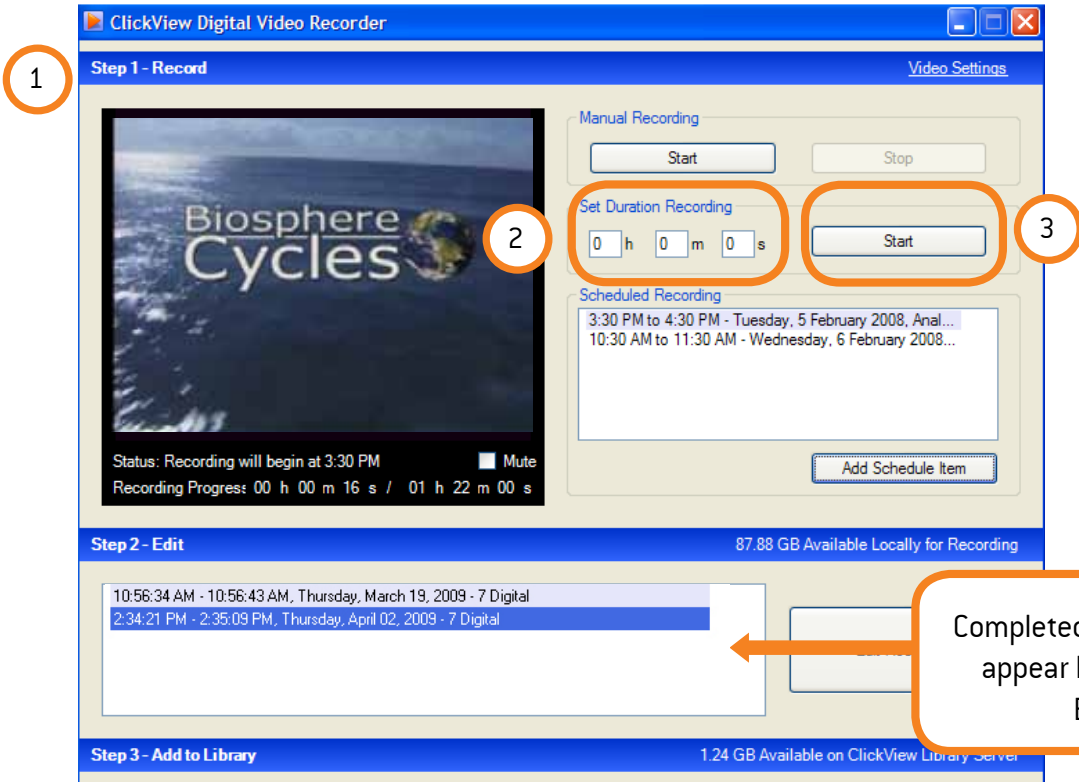 ClickView Digital Video Recorder
1
Step 1 - Record
Video Settings
Biosphere
Cycles
Status: Recording will begin at 3:30 PM
Mute
Recording Progress 00 h 00 m 16 s / 01 h 22 m 00 s
Manual Recording
Start
Stop
2
Set Duration Recording
0 h 0 m 0 s
Start
3
Scheduled Recording
3:30 PM to 4:30 PM - Tuesday, 5 February 2008, Anal...
10:30 AM to 11:30 AM - Wednesday, 6 February 2008...
Add Schedule Item
Step 2 - Edit
87.88 GB Available Locally for Recording
10:56:34 AM - 10:56:43 AM, Thursday, March 19, 2009 - 7 Digital
2:34:21 PM - 2:35:09 PM, Thursday, April 02, 2009 - 7 Digital
Completed
appear
Step 3 - Add to Library
1.24 GB Available on ClickView Library Server